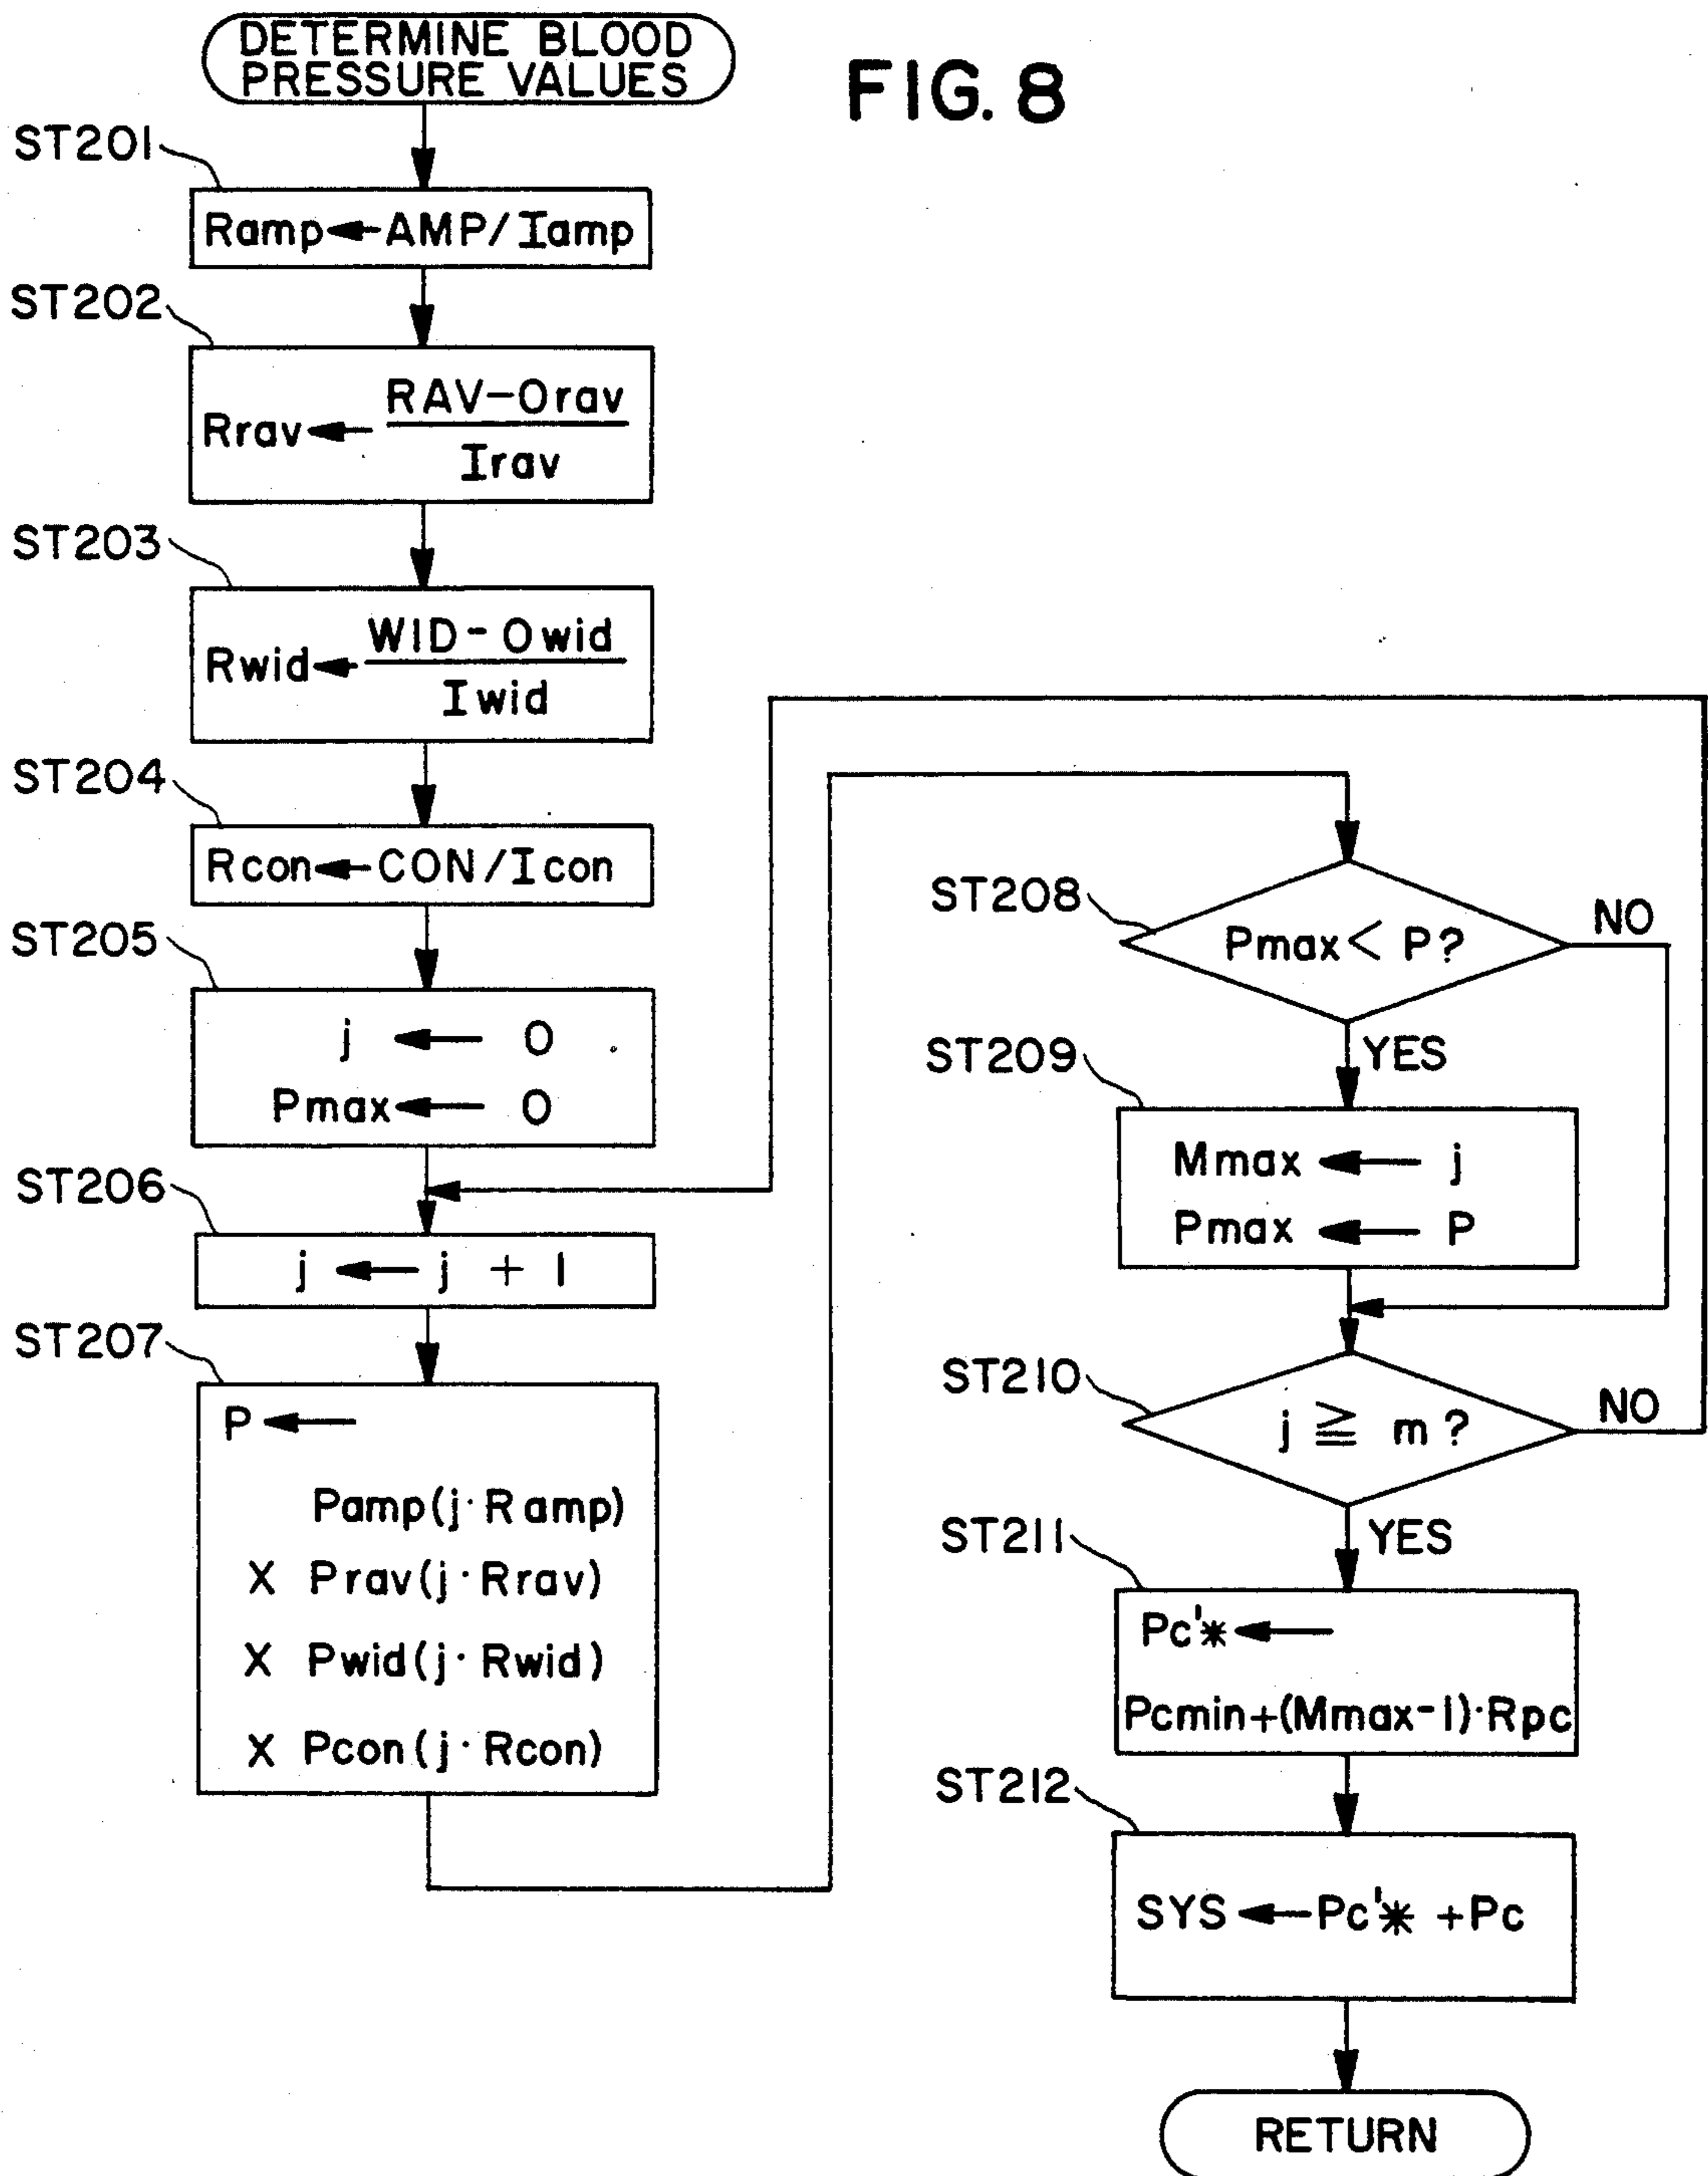 DETERMINE BLOOD
PRESSURE VALUES
FIG. 8
ST201
Ramp ← AMP / Iamp
ST202
Rrav ← RAV - Orav
Irav
ST203
Rwid ← WID - Owid
Iwid
ST204
Rcon ← CON / Icon
ST205
j ← 0
Pmax ← 0
ST206
j ← j + 1
ST207
P ←
Pamp (j · Ramp)
X Prav (j · Rrav)
X Pwid (j · Rwid)
X Pcon (j · Rcon)
ST208
Pmax < P?
NO
YES
ST209
Mmax ← j
Pmax ← P
ST210
j ≧ m ?
NO
YES
ST211
Pc'* ←
Pcmin + (Mmax - 1) · Rpc
ST212
SYS ← Pc'* + Pc
RETURN